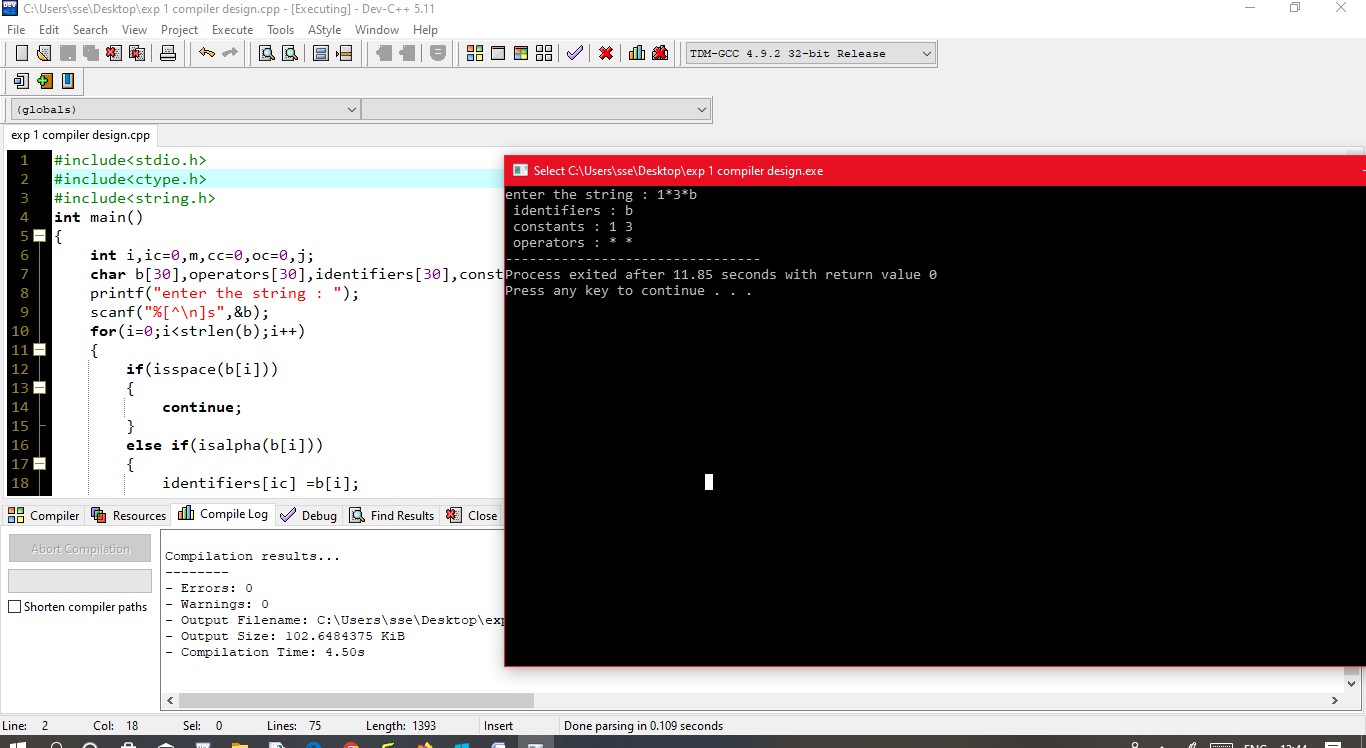 C:\Users\sse\Desktop\exp 1 compiler design.cpp - [Executing] - Dev-C++ 5.11
File Edit Search View Project Execute Tools AStyle Window Help
TDM-GCC 4.9.2 32-bit Release
(globals)
exp 1 compiler design.cpp
1 #include<stdio.h>
2 #include<ctype.h>
3 #include<string.h>
4 int main()
5 {
6 int i,ic=0,m,cc=0,oc=0,j;
7 char b[30],operators[30],identifiers[30],const
8 printf("enter the string : ");
9 scanf("%[^\n]s",&b);
10 for(i=0;i<strlen(b);i++)
11 {
12 if(isspace(b[i]))
13 {
14 continue;
15 }
16 else if(isalpha(b[i]))
17 {
18 identifiers[ic] =b[i];
Select C:\Users\sse\Desktop\exp 1 compiler design.exe
enter the string : 1*3*b
identifiers : b
constants : 1 3
operators : * *
--------------------------------
Process exited after 11.85 seconds with return value 0
Press any key to continue . . .
Compiler Resources Compile Log Debug Find Results Close
Abort Compilation
Shorten compiler paths
Compilation results...
--------
- Errors: 0
- Warnings: 0
- Output Filename: C:\Users\sse\Desktop\exp
- Output Size: 102.6484375 KiB
- Compilation Time: 4.50s
Line: 2 Col: 18 Sel: 0 Lines: 75 Length: 1393 Insert Done parsing in 0.109 seconds